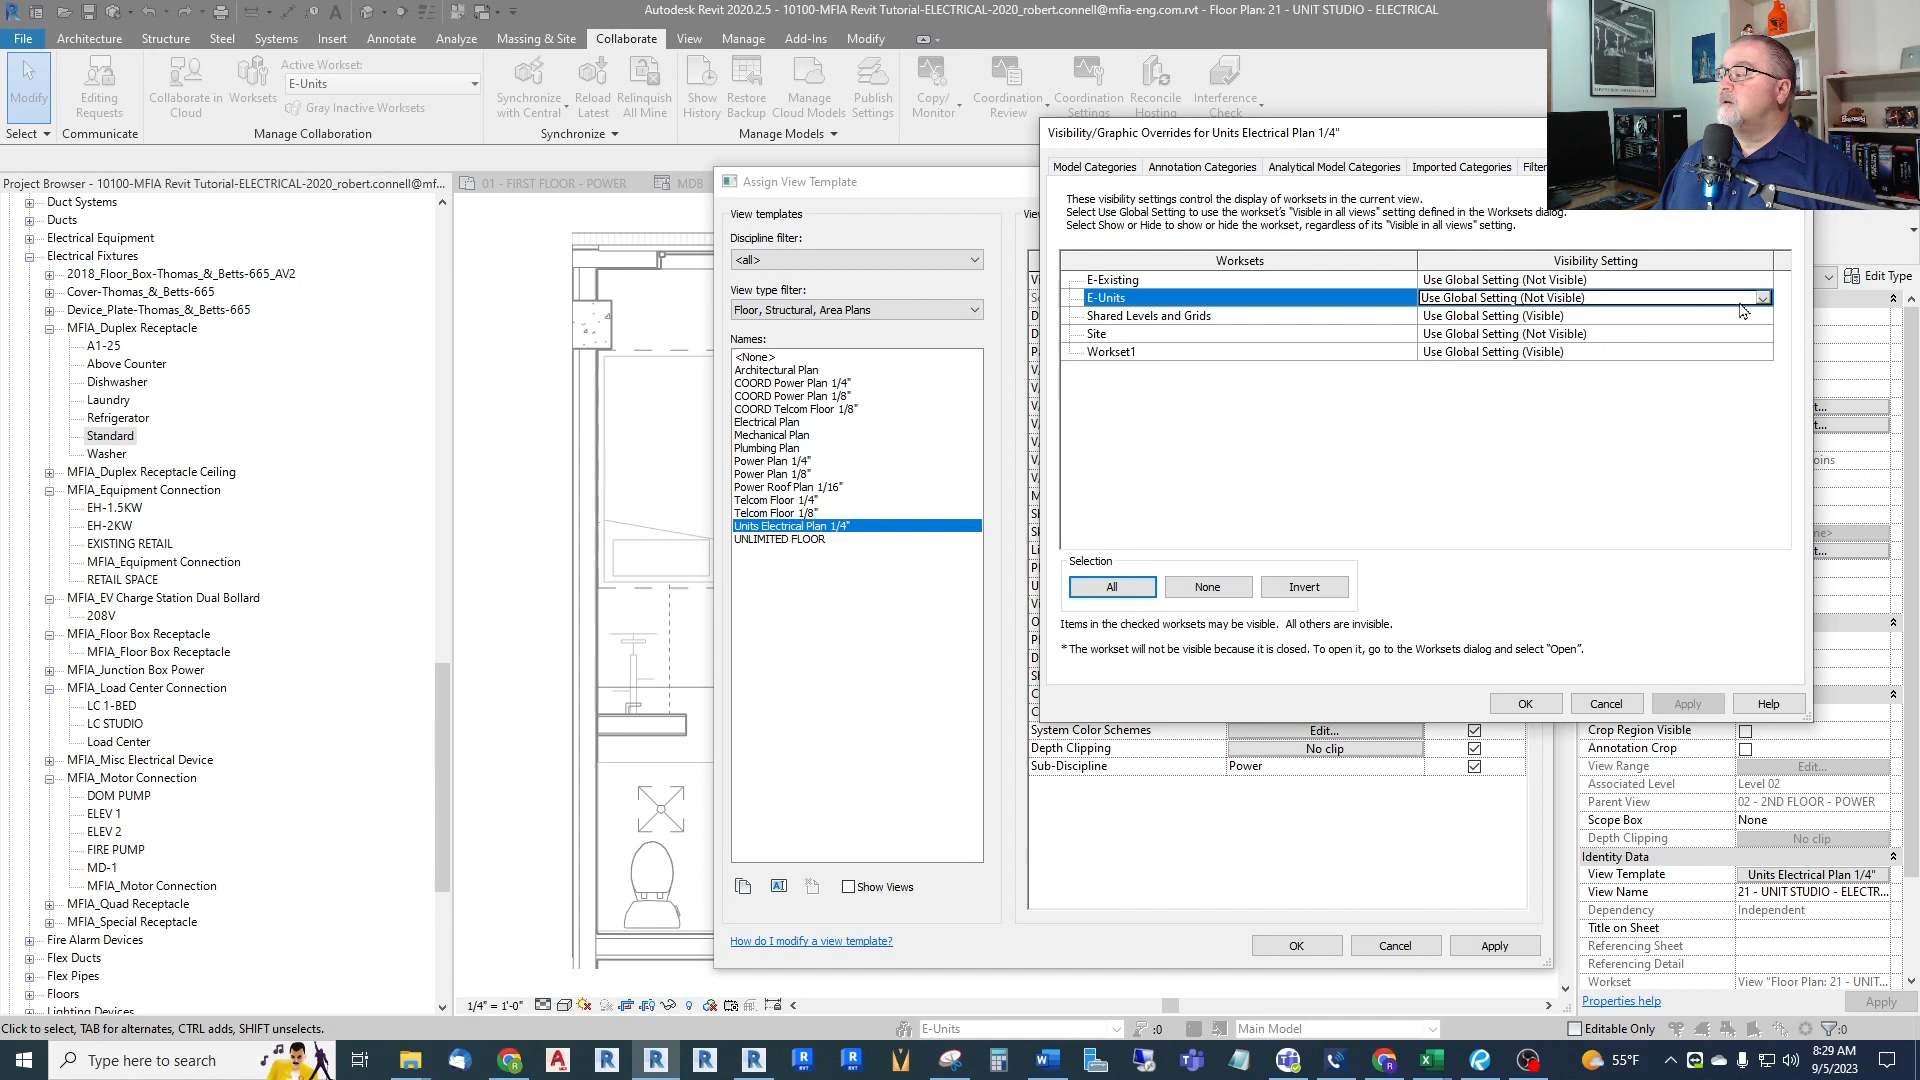 Autodesk Revit 2020.2.5 - 10100-MFIA Revit Tutorial-ELECTRICAL-2020_robert.connell@mfia-eng.com.rvt - Floor Plan: 21 - UNIT STUDIO - ELECTRICAL
File Architecture Structure Steel Systems Insert Annotate Analyze Massing & Site Collaborate View Manage Add-Ins Modify
Modify
Select
Editing Requests
Communicate
Collaborate in Cloud
Worksets
Active Workset:
E-Units
Gray Inactive Worksets
Manage Collaboration
Synchronize with Central
Reload Latest
Relinquish All Mine
Synchronize
Show History
Restore Backup
Manage Cloud Models
Publish Settings
Manage Models
Copy/ Monitor
Coordination Review
Coordination Settings
Reconcile Hosting
Interference Check
Project Browser - 10100-MFIA Revit Tutorial-ELECTRICAL-2020_robert.connell@mf...
Duct Systems
Ducts
Electrical Equipment
Electrical Fixtures
2018_Floor_Box-Thomas_&_Betts-665_AV2
Cover-Thomas_&_Betts-665
Device_Plate-Thomas_&_Betts-665
MFIA_Duplex Receptacle
A1-25
Above Counter
Dishwasher
Laundry
Refrigerator
Standard
Washer
MFIA_Duplex Receptacle Ceiling
MFIA_Equipment Connection
EH-1.5KW
EH-2KW
EXISTING RETAIL
MFIA_Equipment Connection
RETAIL SPACE
MFIA_EV Charge Station Dual Bollard
208V
MFIA_Floor Box Receptacle
MFIA_Floor Box Receptacle
MFIA_Junction Box Power
MFIA_Load Center Connection
LC 1-BED
LC STUDIO
Load Center
MFIA_Misc Electrical Device
MFIA_Motor Connection
DOM PUMP
ELEV 1
ELEV 2
FIRE PUMP
MD-1
MFIA_Motor Connection
MFIA_Quad Receptacle
MFIA_Special Receptacle
Fire Alarm Devices
Flex Ducts
Flex Pipes
Floors
Lighting Devices
01 - FIRST FLOOR - POWER
MDB
Assign View Template
View templates
Discipline filter:
<all>
View type filter:
Floor, Structural, Area Plans
Names:
<None>
Architectural Plan
COORD Power Plan 1/4"
COORD Power Plan 1/8"
COORD Telcom Floor 1/8"
Electrical Plan
Mechanical Plan
Plumbing Plan
Power Plan 1/4"
Power Plan 1/8"
Power Roof Plan 1/16"
Telcom Floor 1/4"
Telcom Floor 1/8"
Units Electrical Plan 1/4"
UNLIMITED FLOOR
Show Views
How do I modify a view template?
System Color Schemes Edit...
Depth Clipping No clip
Sub-Discipline Power
OK Cancel Apply
Visibility/Graphic Overrides for Units Electrical Plan 1/4"
Model Categories Annotation Categories Analytical Model Categories Imported Categories Filter
These visibility settings control the display of worksets in the current view.
Select Use Global Setting to use the workset's "Visible in all views" setting defined in the Worksets dialog.
Select Show or Hide to show or hide the workset, regardless of its "Visible in all views" setting.
Worksets Visibility Setting
E-Existing Use Global Setting (Not Visible)
E-Units Use Global Setting (Not Visible)
Shared Levels and Grids Use Global Setting (Visible)
Site Use Global Setting (Not Visible)
Workset1 Use Global Setting (Visible)
Selection
All None Invert
Items in the checked worksets may be visible. All others are invisible.
* The workset will not be visible because it is closed. To open it, go to the Worksets dialog and select "Open".
OK Cancel Apply Help
Edit Type
Crop Region Visible
Annotation Crop
View Range Edit...
Associated Level Level 02
Parent View 02 - 2ND FLOOR - POWER
Scope Box None
Depth Clipping No clip
Identity Data
View Template Units Electrical Plan 1/4"
View Name 21 - UNIT STUDIO - ELECTR...
Dependency Independent
Title on Sheet
Referencing Sheet
Referencing Detail
Workset View "Floor Plan: 21 - UNIT...
Properties help Apply
1/4" = 1'-0"
Click to select, TAB for alternates, CTRL adds, SHIFT unselects.
E-Units :0 Main Model Editable Only :0
Type here to search
55°F
8:29 AM
9/5/2023